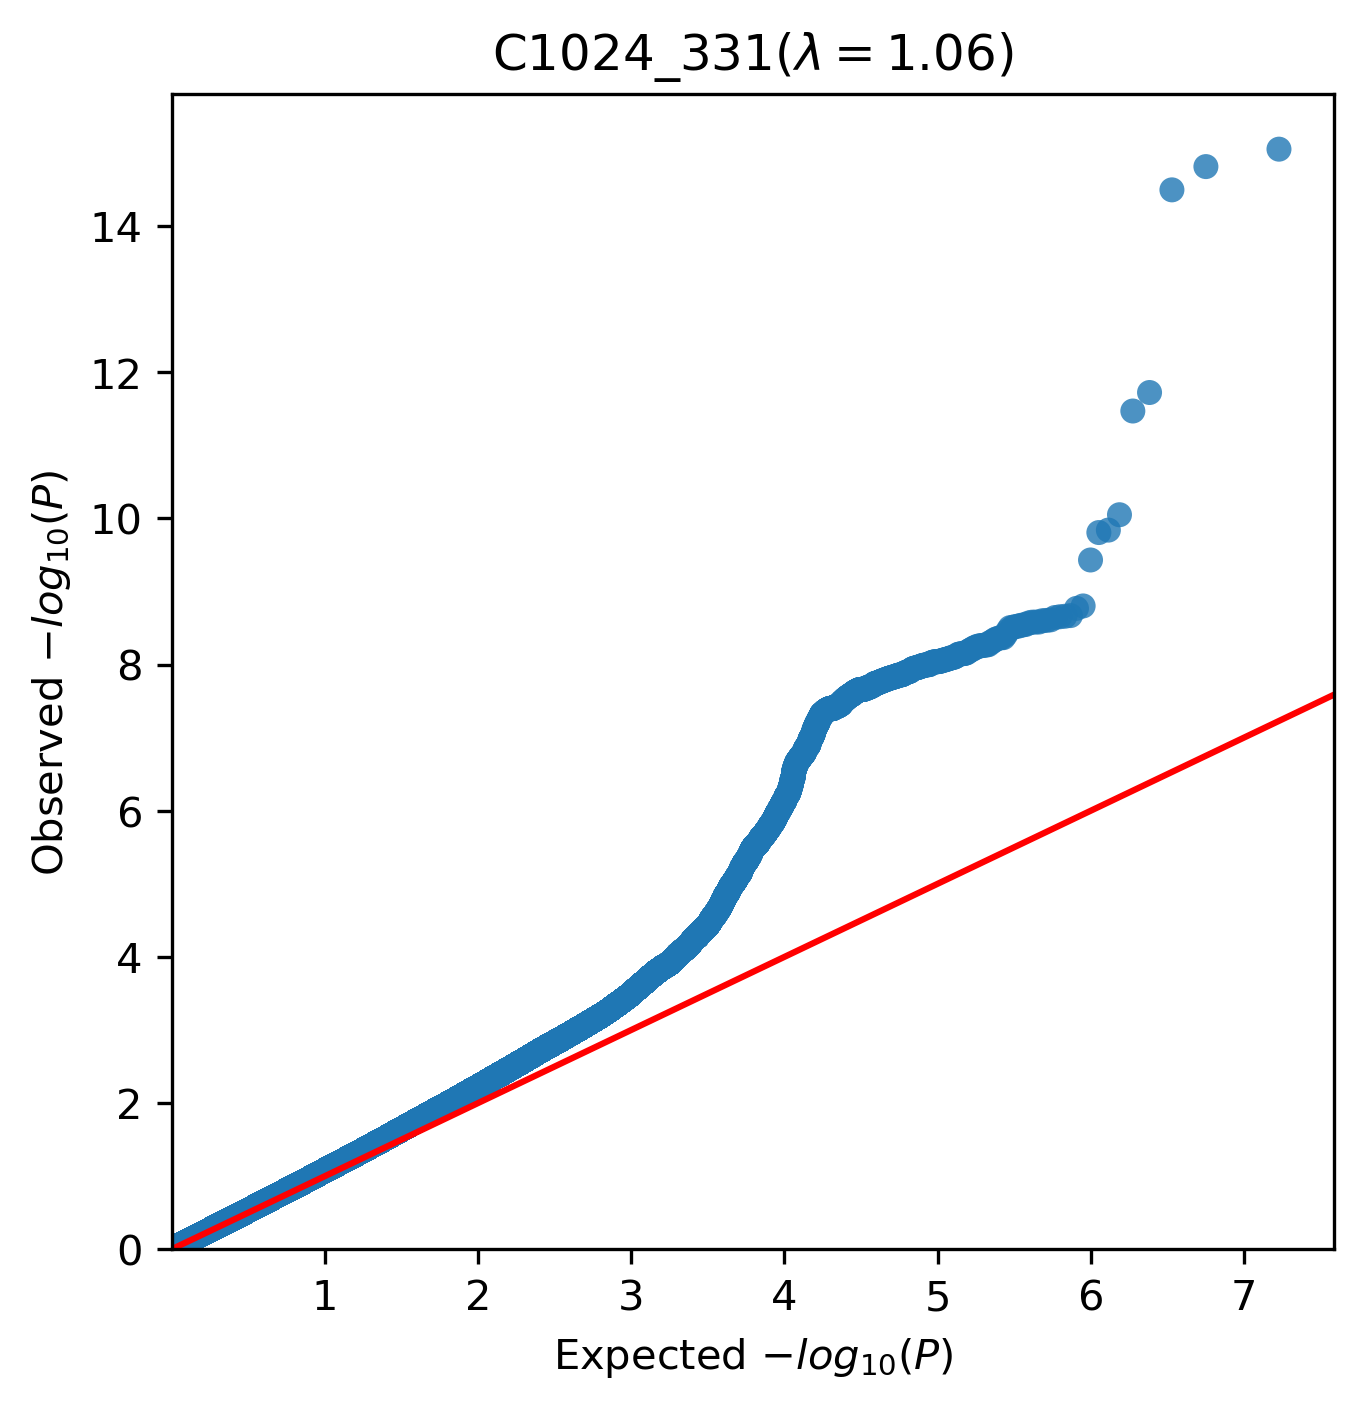 C1024_331(λ = 1.06)
Observed −log₁₀(P)
14
12
10
8
6
4
2
0
1 2 3 4 5 6 7
Expected −log₁₀(P)